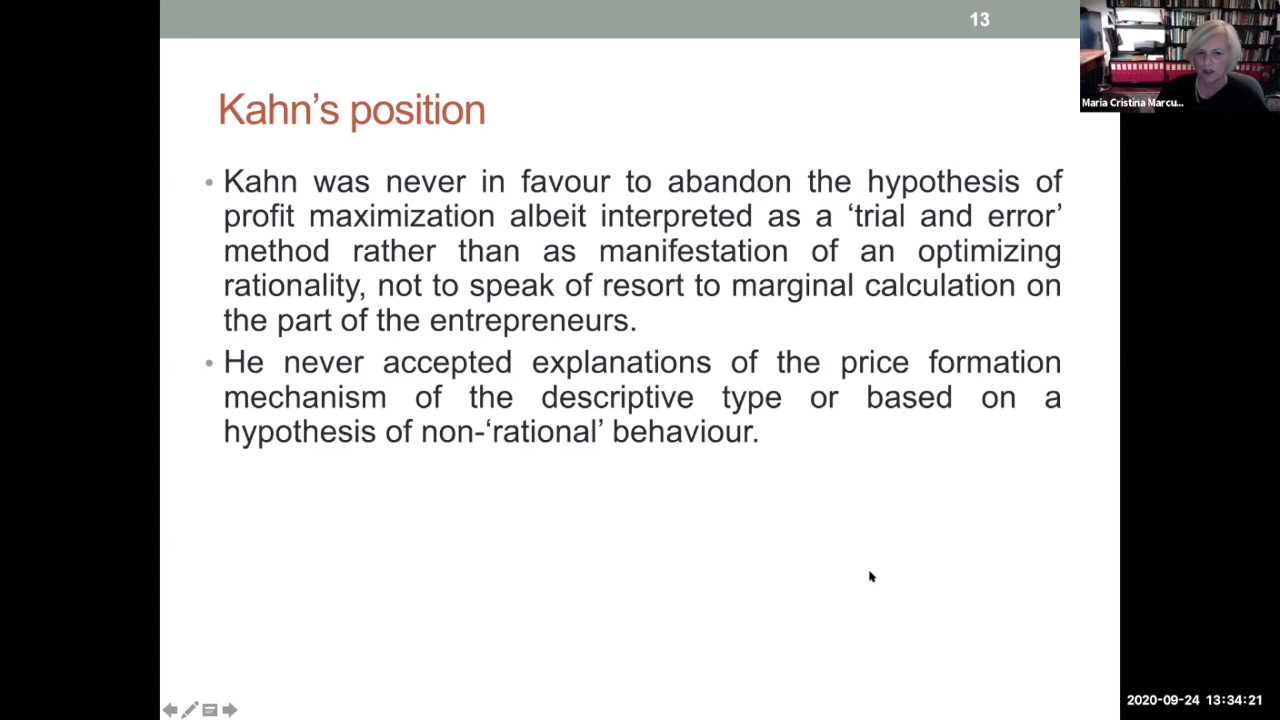 13
Kahn's position
• Kahn was never in favour to abandon the hypothesis of
profit maximization albeit interpreted as a ‘trial and error’
method rather than as manifestation of an optimizing
rationality, not to speak of resort to marginal calculation on
the part of the entrepreneurs.
• He never accepted explanations of the price formation
mechanism of the descriptive type or based on a
hypothesis of non-‘rational’ behaviour.
Maria Cristina Marcu...
2020-09-24 13:34:21